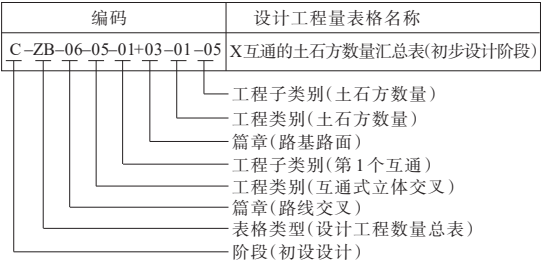 编码 设计工程量表格名称
C-ZB-06-05-01+03-01-05 X互通的土石方数量汇总表(初步设计阶段)
工程子类别(土石方数量)
工程类别(土石方数量)
篇章(路基路面)
工程子类别(第1个互通)
工程类别(互通式立体交叉)
篇章(路线交叉)
表格类型(设计工程数量总表)
阶段(初设设计)